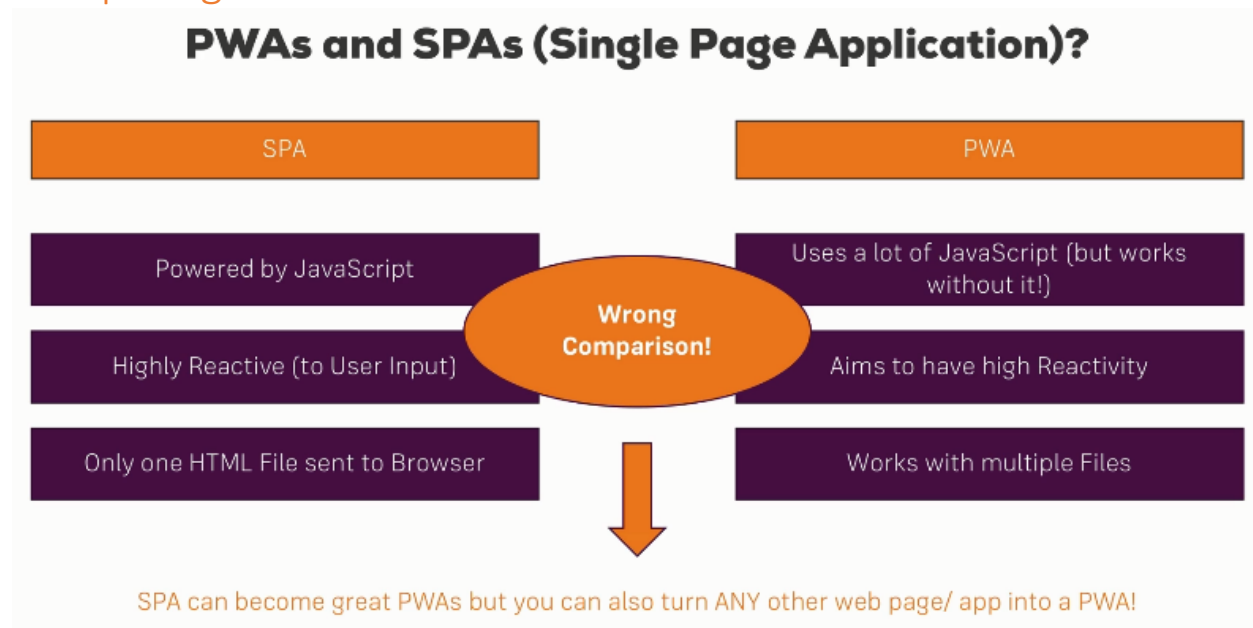 PWAs and SPAs (Single Page Application)?
SPA
PWA
Powered by JavaScript
Uses a lot of JavaScript (but works
without it!)
Wrong
Comparison!
Highly Reactive (to User Input)
Aims to have high Reactivity
Only one HTML File sent to Browser
Works with multiple Files
SPA can become great PWAs but you can also turn ANY other web page/ app into a PWA!